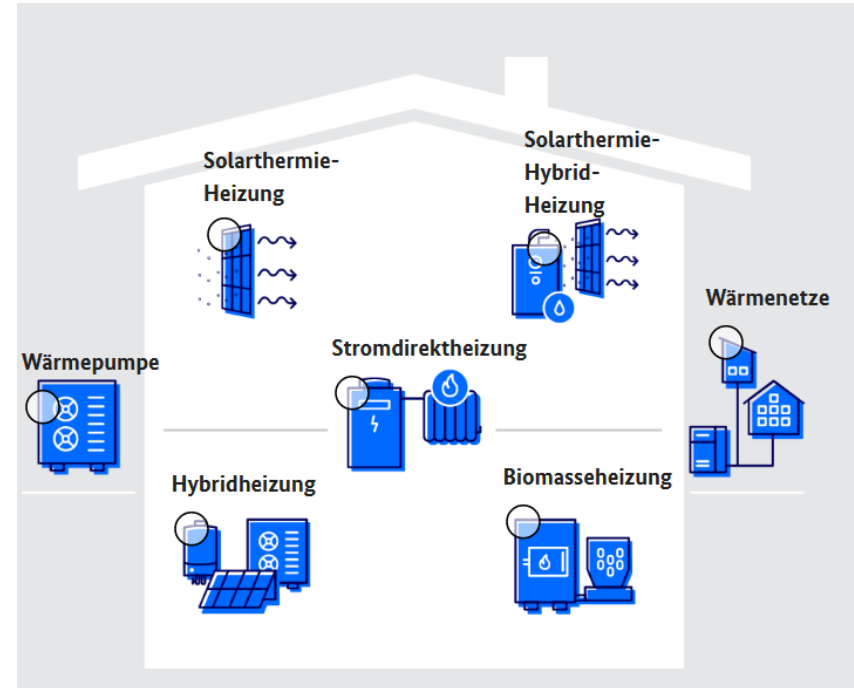 Solarthermie-
Heizung
Solarthermie-
Hybrid-
Heizung
Wärmenetze
Wärmepumpe
Stromdirektheizung
Hybridheizung
Biomasseheizung